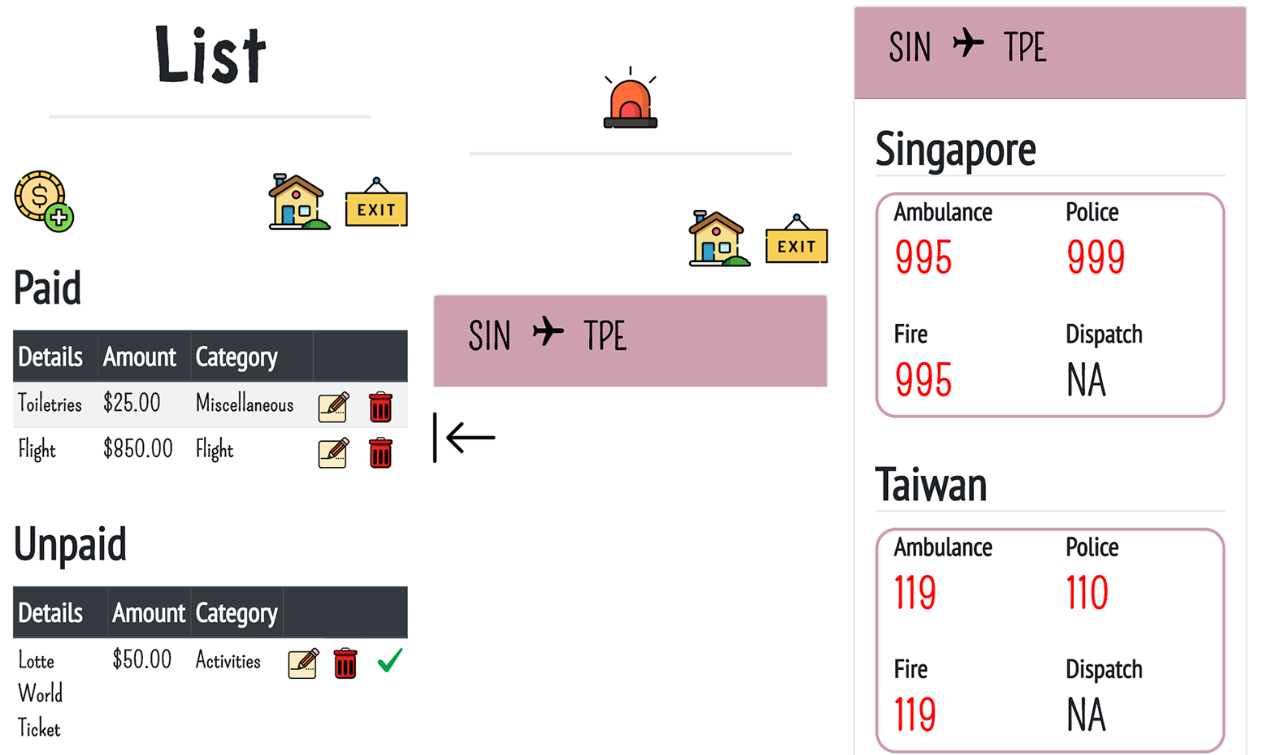 List
$
EXIT
Paid
Details Amount Category
Toiletries $25.00 Miscellaneous
Flight $850.00 Flight
Unpaid
Details Amount Category
Lotte $50.00 Activities
World
Ticket
EXIT
SIN TPE
SIN TPE
Singapore
Ambulance Police
995 999
Fire Dispatch
995 NA
Taiwan
Ambulance Police
119 110
Fire Dispatch
119 NA